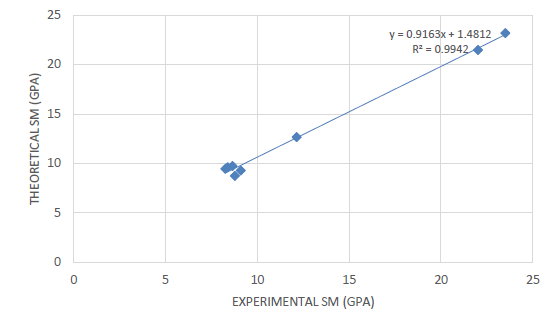 25
y = 0.9163x + 1.4812
R² = 0.9942
20
15
10
5
0
0 5 10 15 20 25
THEORETICAL SM (GPA)
EXPERIMENTAL SM (GPA)